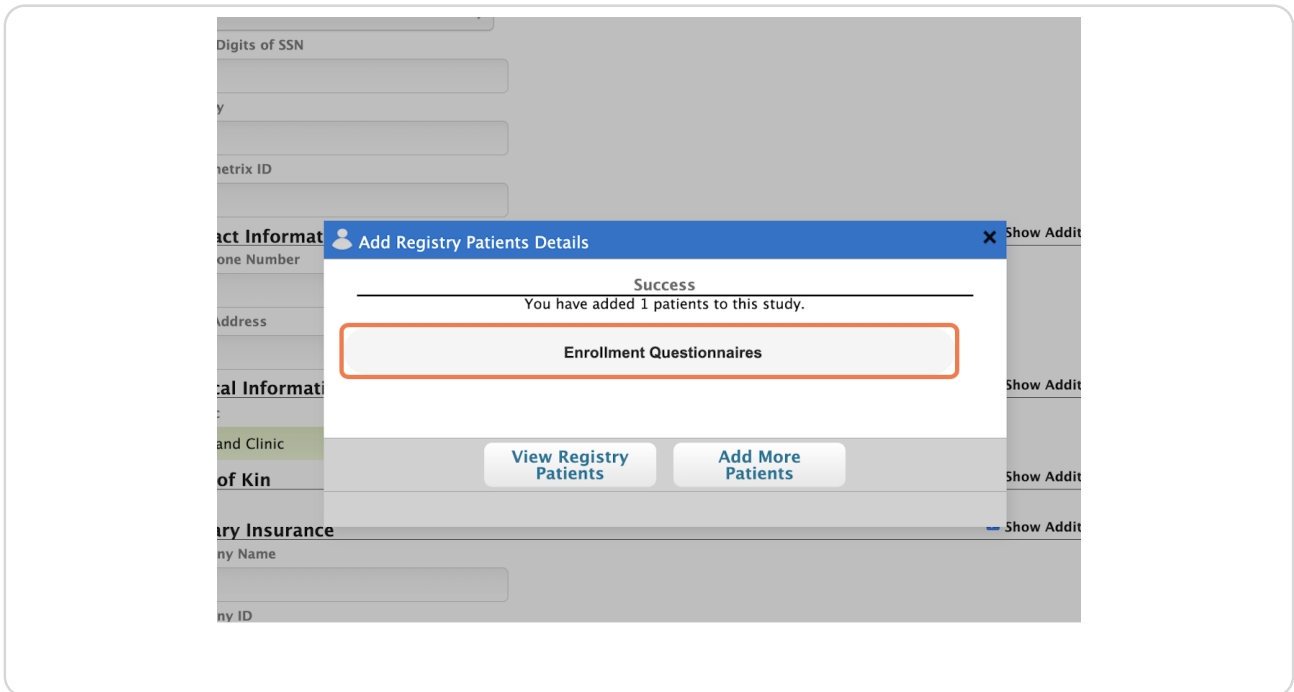 Digits of SSN
y
netrix ID
act Informat
Show Addit
one Number
Address
cal Informati
Show Addit
and Clinic
of Kin
Show Addit
ary Insurance
Show Addit
ny Name
ny ID
Add Registry Patients Details
Success
You have added 1 patients to this study.
Enrollment Questionnaires
View Registry
Patients
Add More
Patients